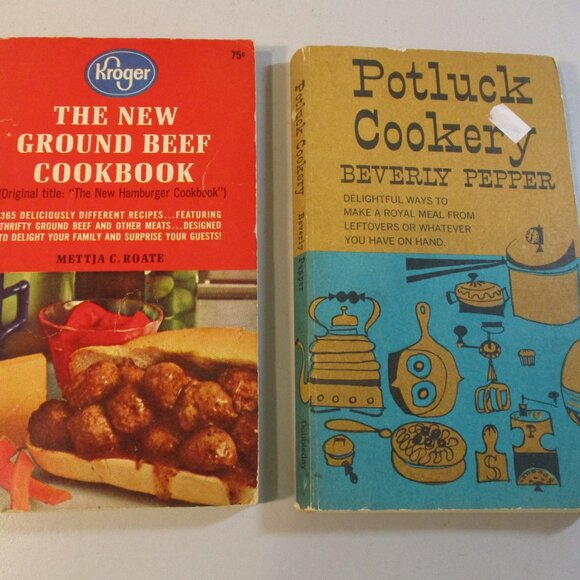 Kroger
75¢
THE NEW
GROUND BEEF
COOKBOOK
(Original title: "The New Hamburger Cookbook")
365 DELICIOUSLY DIFFERENT RECIPES...FEATURING
THRIFTY GROUND BEEF AND OTHER MEATS...DESIGNED
TO DELIGHT YOUR FAMILY AND SURPRISE YOUR GUESTS!
METTJA C. ROATE
Potluck Cookery Beverly Pepper Doubleday
Potluck
Cookery
BEVERLY PEPPER
DELIGHTFUL WAYS TO
MAKE A ROYAL MEAL FROM
LEFTOVERS OR WHATEVER
YOU HAVE ON HAND.
P
S